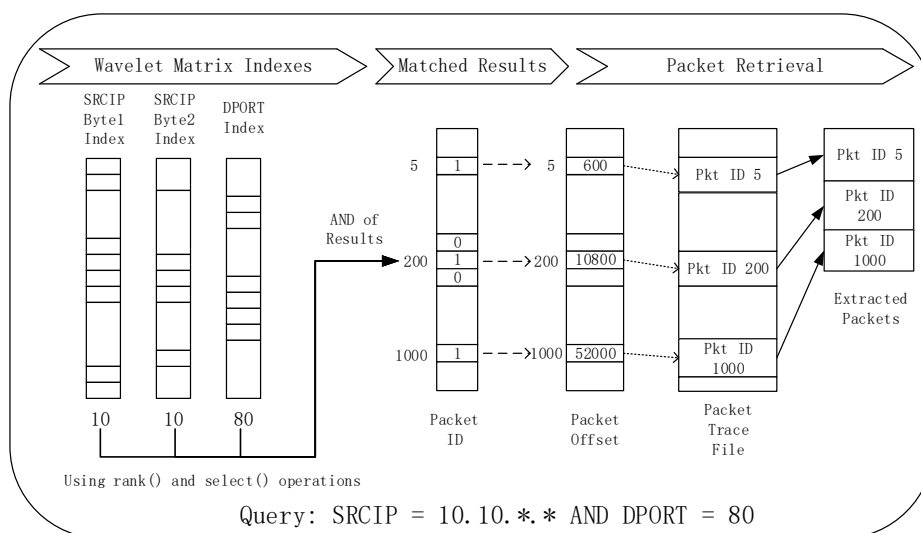 Wavelet Matrix Indexes
Matched Results
Packet Retrieval
SRCIP
Byte1
Index
SRCIP
Byte2
Index
DPORT
Index
10
10
80
Using rank() and select() operations
AND of
Results
5
1
200
0
1
0
1000
1
Packet
ID
5
600
200
10800
1000
52000
Packet
Offset
Pkt ID 5
Pkt ID 200
Pkt ID
1000
Packet
Trace
File
Pkt ID 5
Pkt ID
200
Pkt ID
1000
Extracted
Packets
Query: SRCIP = 10.10.*.* AND DPORT = 80